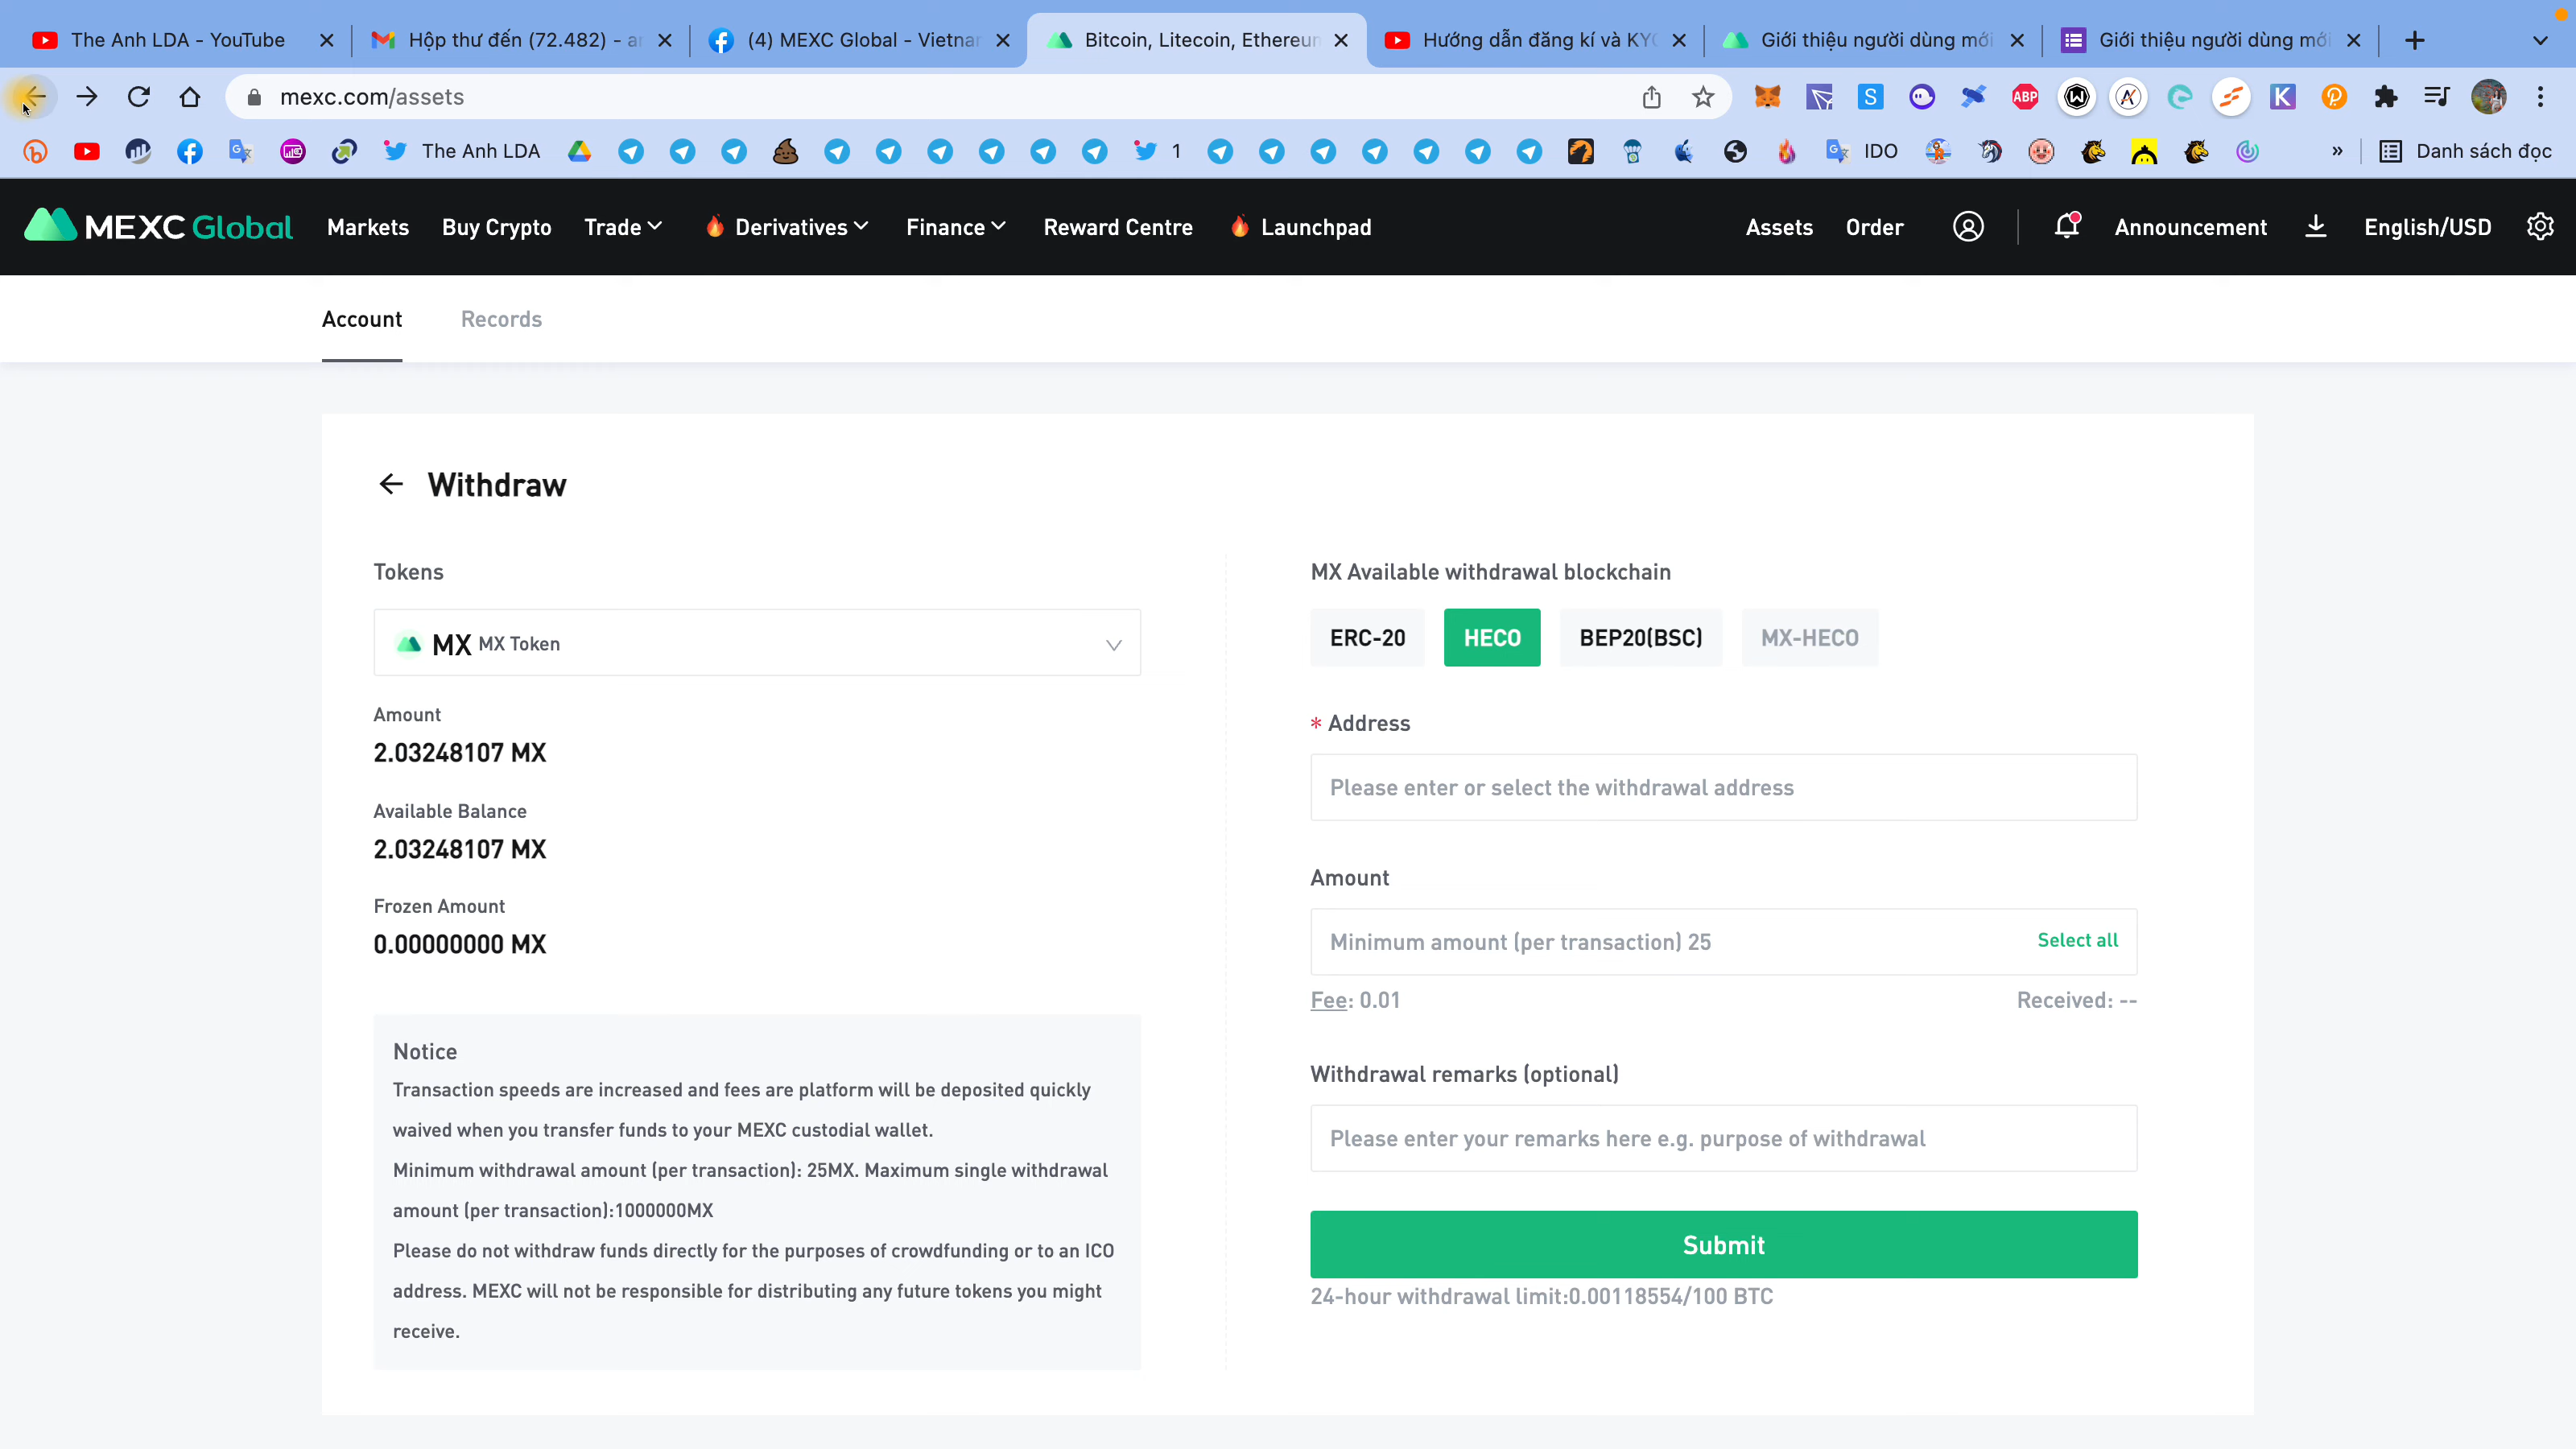 The Anh LDA - YouTube
Hộp thư đến (72.482) - an
(4) MEXC Global - Vietnam
Bitcoin, Litecoin, Ethereum
Hướng dẫn đăng kí và KYC
Giới thiệu người dùng mới
Giới thiệu người dùng mới
mexc.com/assets
ABP
The Anh LDA
1
IDO
»
Danh sách đọc
MEXC Global
Markets
Buy Crypto
Trade
Derivatives
Finance
Reward Centre
Launchpad
Assets
Order
Announcement
English/USD
Account
Records
Withdraw
Tokens
MX MX Token
Amount
2.03248107 MX
Available Balance
2.03248107 MX
Frozen Amount
0.00000000 MX
Notice
Transaction speeds are increased and fees are platform will be deposited quickly
waived when you transfer funds to your MEXC custodial wallet.
Minimum withdrawal amount (per transaction): 25MX. Maximum single withdrawal
amount (per transaction):1000000MX
Please do not withdraw funds directly for the purposes of crowdfunding or to an ICO
address. MEXC will not be responsible for distributing any future tokens you might
receive.
MX Available withdrawal blockchain
ERC-20
HECO
BEP20(BSC)
MX-HECO
* Address
Please enter or select the withdrawal address
Amount
Minimum amount (per transaction) 25
Select all
Fee: 0.01
Received: --
Withdrawal remarks (optional)
Please enter your remarks here e.g. purpose of withdrawal
Submit
24-hour withdrawal limit:0.00118554/100 BTC